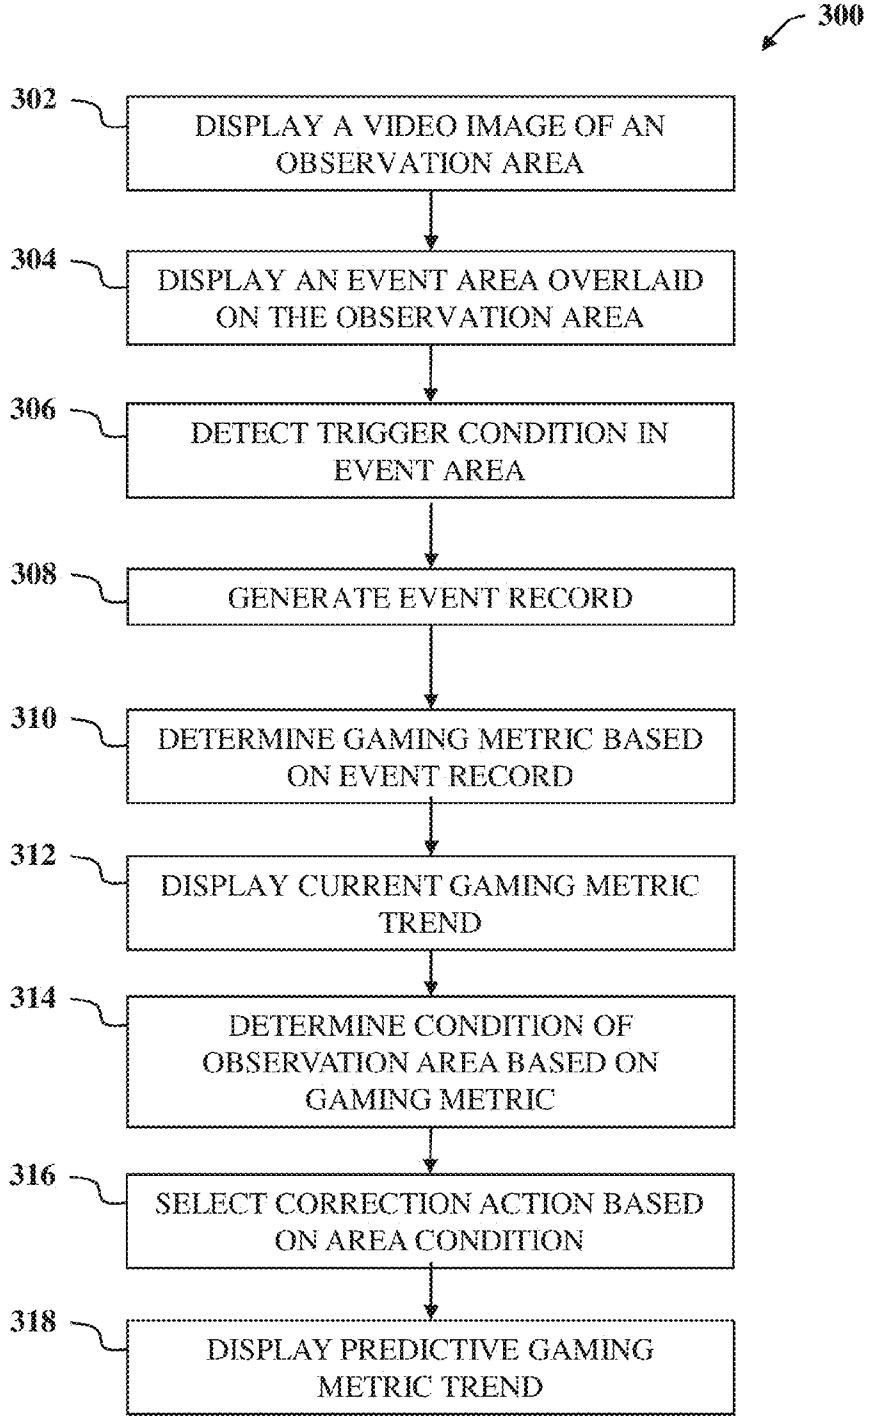 300
302
DISPLAY A VIDEO IMAGE OF AN
OBSERVATION AREA
304
DISPLAY AN EVENT AREA OVERLAID
ON THE OBSERVATION AREA
306
DETECT TRIGGER CONDITION IN
EVENT AREA
308
GENERATE EVENT RECORD
310
DETERMINE GAMING METRIC BASED
ON EVENT RECORD
312
DISPLAY CURRENT GAMING METRIC
TREND
314
DETERMINE CONDITION OF
OBSERVATION AREA BASED ON
GAMING METRIC
316
SELECT CORRECTION ACTION BASED
ON AREA CONDITION
318
DISPLAY PREDICTIVE GAMING
METRIC TREND